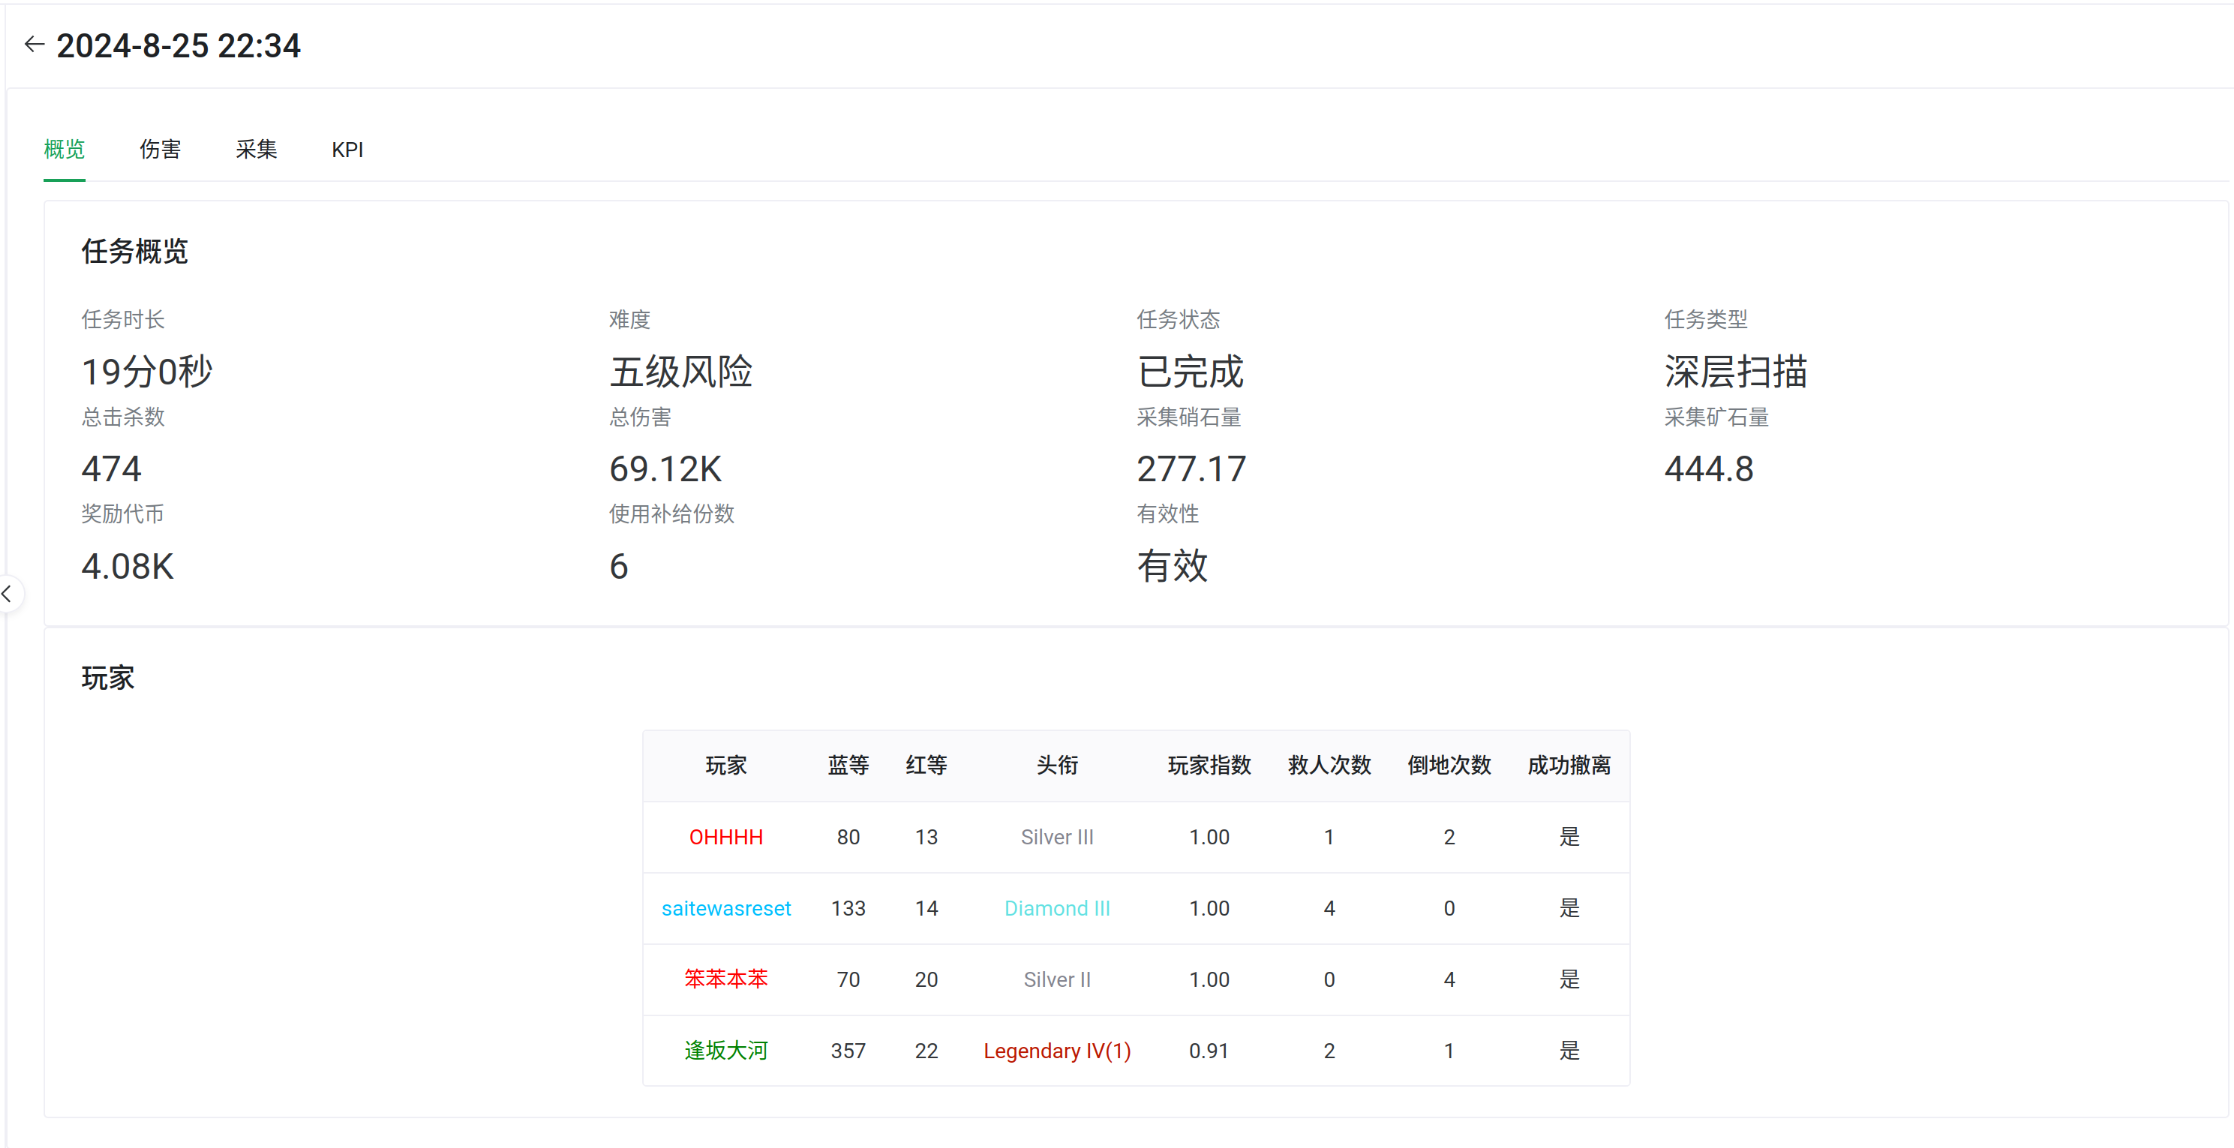 2024-8-25 22:34
概览 伤害 采集 KPI
任务概览
任务时长 难度 任务状态 任务类型
19分0秒 五级风险 已完成 深层扫描
总击杀数 总伤害 采集硝石量 采集矿石量
474 69.12K 277.17 444.8
奖励代币 使用补给份数 有效性
4.08K 6 有效
玩家
玩家 蓝等 红等 头衔 玩家指数 救人次数 倒地次数 成功撤离
OHHHH 80 13 Silver III 1.00 1 2 是
saitewasreset 133 14 Diamond III 1.00 4 0 是
笨苯本苯 70 20 Silver II 1.00 0 4 是
逢坂大河 357 22 Legendary IV(1) 0.91 2 1 是